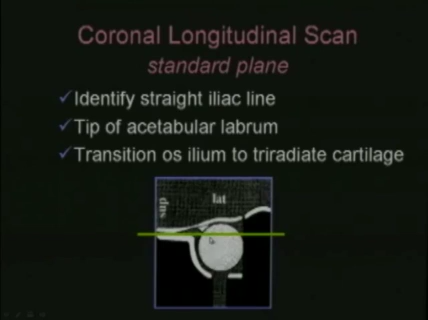 Coronal Longitudinal Scan
standard plane
✓Identify straight iliac line
✓Tip of acetabular labrum
✓Transition os ilium to triradiate cartilage
sup
lat